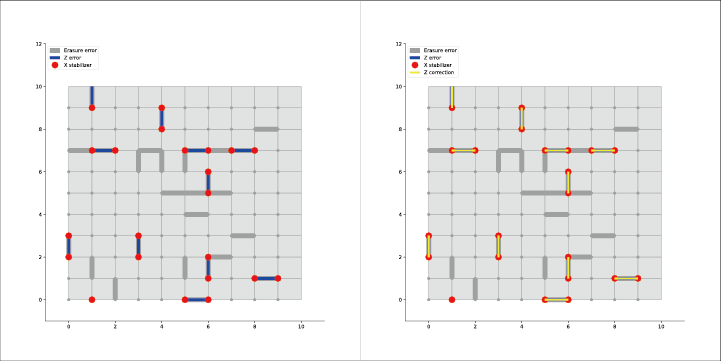 12
Erasure error
Z error
X stabilizer
10
8
6
4
2
0
0 2 4 6 8 10
12
Erasure error
Z error
X stabilizer
Z correction
10
8
6
4
2
0
0 2 4 6 8 10